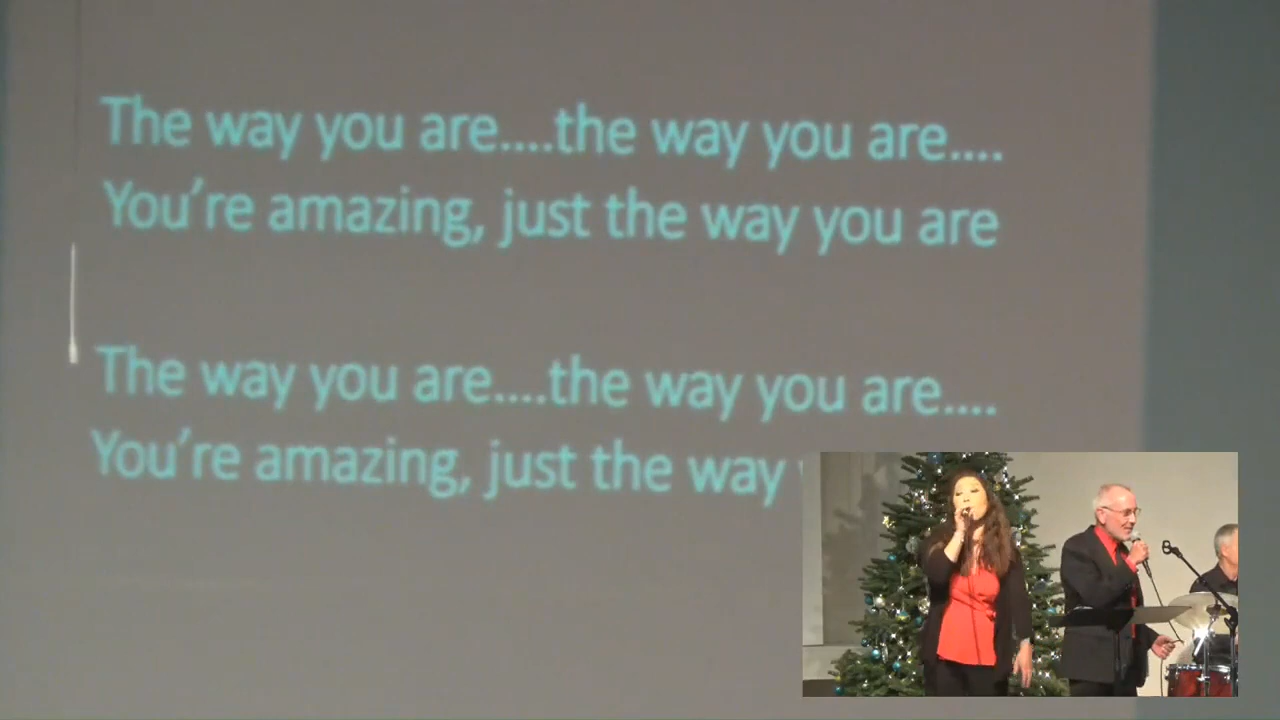 The way you are....the way you are....
You're amazing, just the way you are
The way you are....the way you are....
You're amazing, just the way